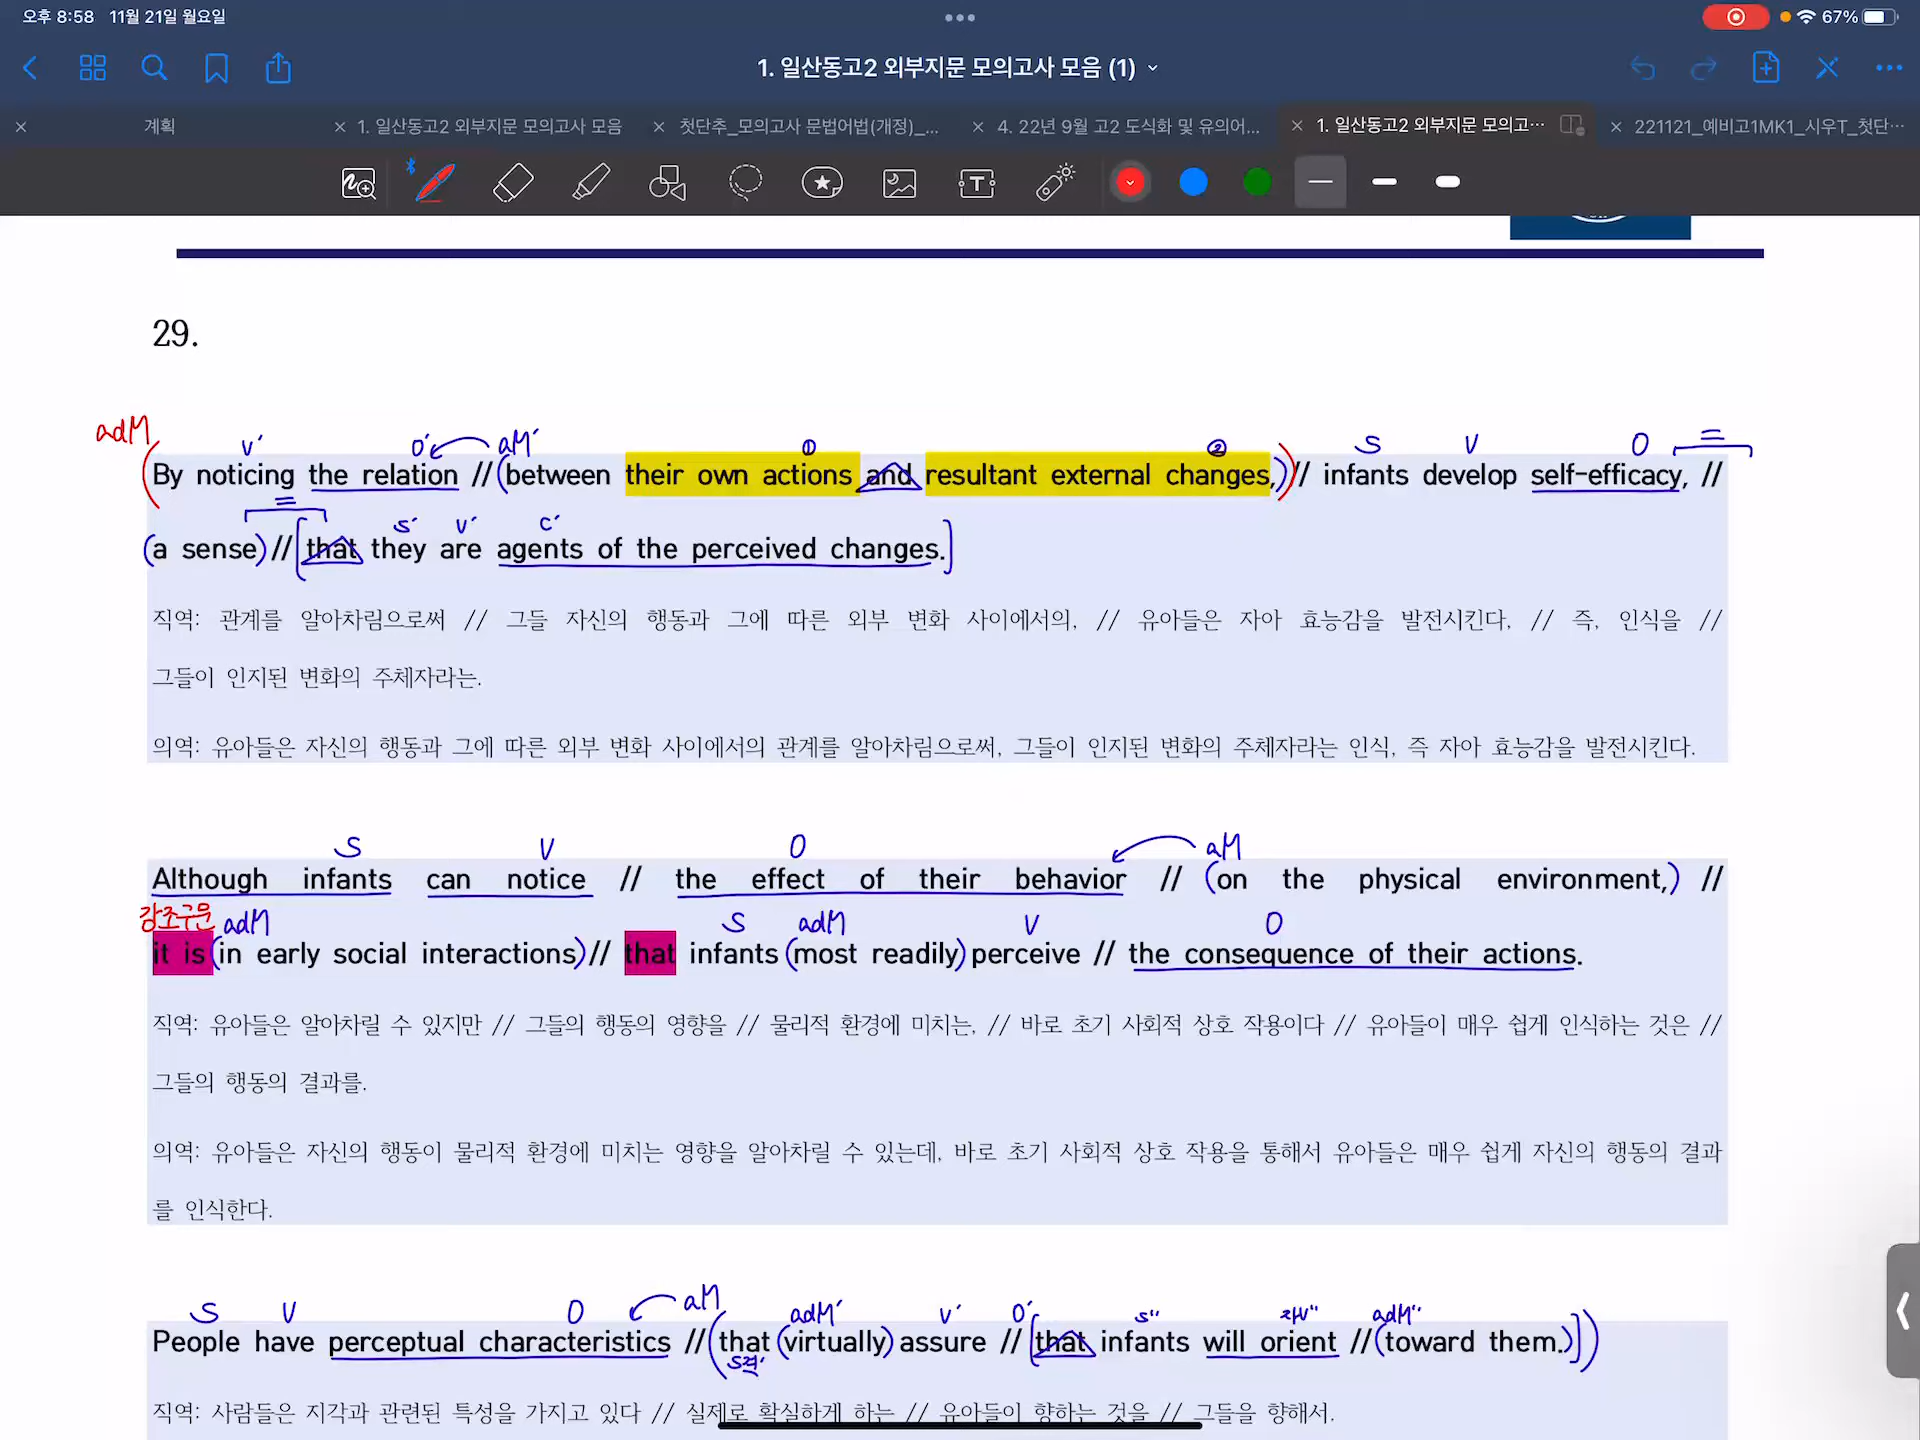 오후 8:58 11월 21일 월요일
67%
1. 일산동고2 외부지문 모의고사 모음 (1)
계획
1. 일산동고2 외부지문 모의고사 모음
첫단추_모의고사 문법어법(개정)_...
4. 22년 9월 고2 도식화 및 유의어...
1. 일산동고2 외부지문 모의고...
221121_예비고1MK1_시우T_첫단...
29.
adM
V' O' aM' ① ② S V O =
(By noticing the relation // (between their own actions and resultant external changes,)) // infants develop self-efficacy, //
= S' V' C'
(a sense) // [that they are agents of the perceived changes.]
직역: 관계를 알아차림으로써 // 그들 자신의 행동과 그에 따른 외부 변화 사이에서의, // 유아들은 자아 효능감을 발전시킨다, // 즉, 인식을 //
그들이 인지된 변화의 주체자라는.
의역: 유아들은 자신의 행동과 그에 따른 외부 변화 사이에서의 관계를 알아차림으로써, 그들이 인지된 변화의 주체자라는 인식, 즉 자아 효능감을 발전시킨다.
S V O aM
Although infants can notice // the effect of their behavior // (on the physical environment,) //
강조구문 adM S adM V O
it is (in early social interactions) // that infants (most readily) perceive // the consequence of their actions.
직역: 유아들은 알아차릴 수 있지만 // 그들의 행동의 영향을 // 물리적 환경에 미치는, // 바로 초기 사회적 상호 작용이다 // 유아들이 매우 쉽게 인식하는 것은 //
그들의 행동의 결과를.
의역: 유아들은 자신의 행동이 물리적 환경에 미치는 영향을 알아차릴 수 있는데, 바로 초기 사회적 상호 작용을 통해서 유아들은 매우 쉽게 자신의 행동의 결과
를 인식한다.
S V O aM adM' V' O' S'' 자V'' adM''
People have perceptual characteristics // (that (virtually) assure // [that infants will orient // (toward them.)])
직역: 사람들은 지각과 관련된 특성을 가지고 있다 // 실제로 확실하게 하는 // 유아들이 향하는 것을 // 그들을 향해서.